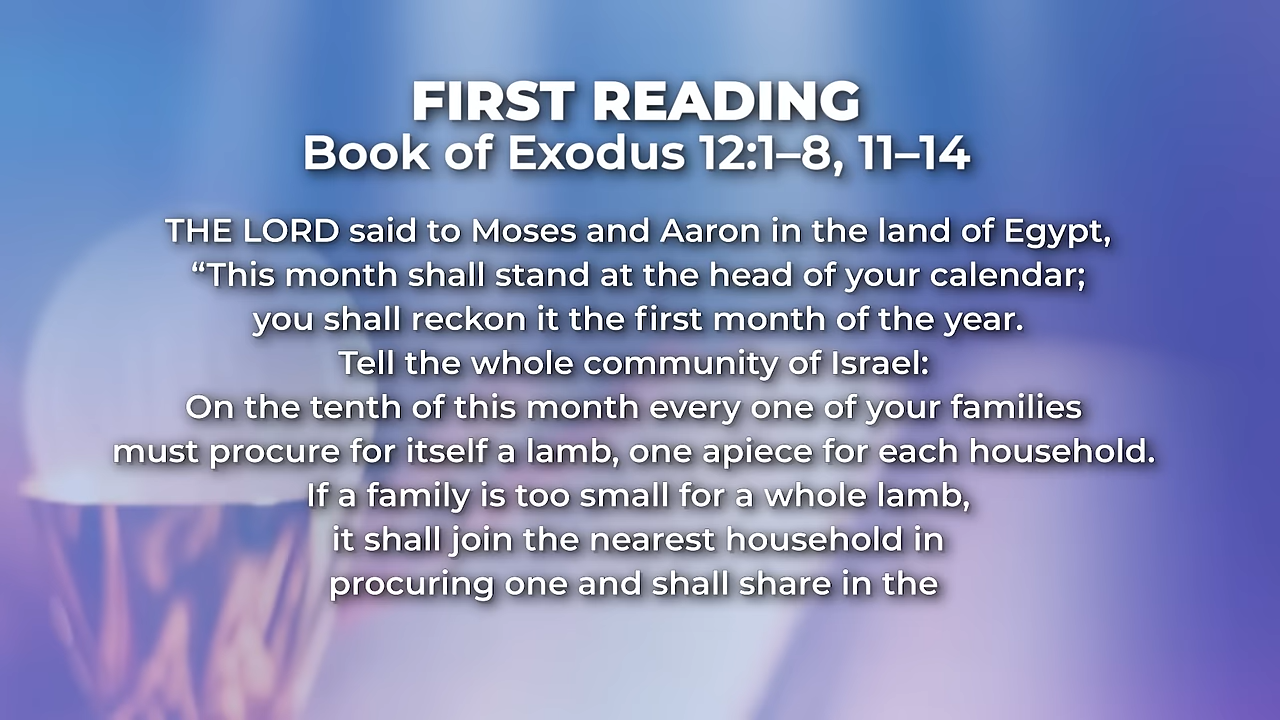 FIRST READING
Book of Exodus 12:1–8, 11–14
THE LORD said to Moses and Aaron in the land of Egypt,
“This month shall stand at the head of your calendar;
you shall reckon it the first month of the year.
Tell the whole community of Israel:
On the tenth of this month every one of your families
must procure for itself a lamb, one apiece for each household.
If a family is too small for a whole lamb,
it shall join the nearest household in
procuring one and shall share in the